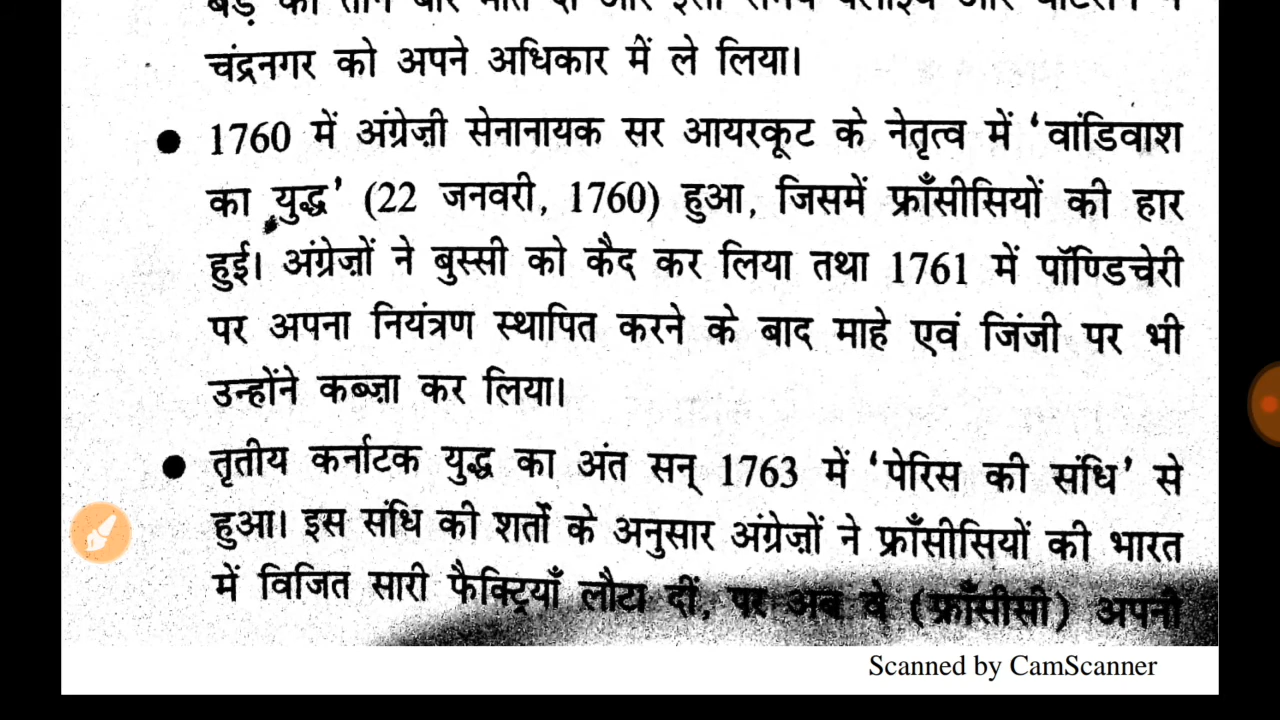 चंद्रनगर को अपने अधिकार में ले लिया।
● 1760 में अंग्रेज़ी सेनानायक सर आयरकूट के नेतृत्व में ‘वांडिवाश
का युद्ध’ (22 जनवरी, 1760) हुआ, जिसमें फ्राँसीसियों की हार
हुई। अंग्रेज़ों ने बुस्सी को कैद कर लिया तथा 1761 में पॉण्डिचेरी
पर अपना नियंत्रण स्थापित करने के बाद माहे एवं जिंजी पर भी
उन्होंने कब्ज़ा कर लिया।
● तृतीय कर्नाटक युद्ध का अंत सन् 1763 में ‘पेरिस की संधि’ से
हुआ। इस संधि की शर्तों के अनुसार अंग्रेज़ों ने फ्राँसीसियों की भारत
में विजित सारी फैक्ट्रियाँ लौटा दीं, पर अब वे (फ्राँसीसी) अपनी
Scanned by CamScanner